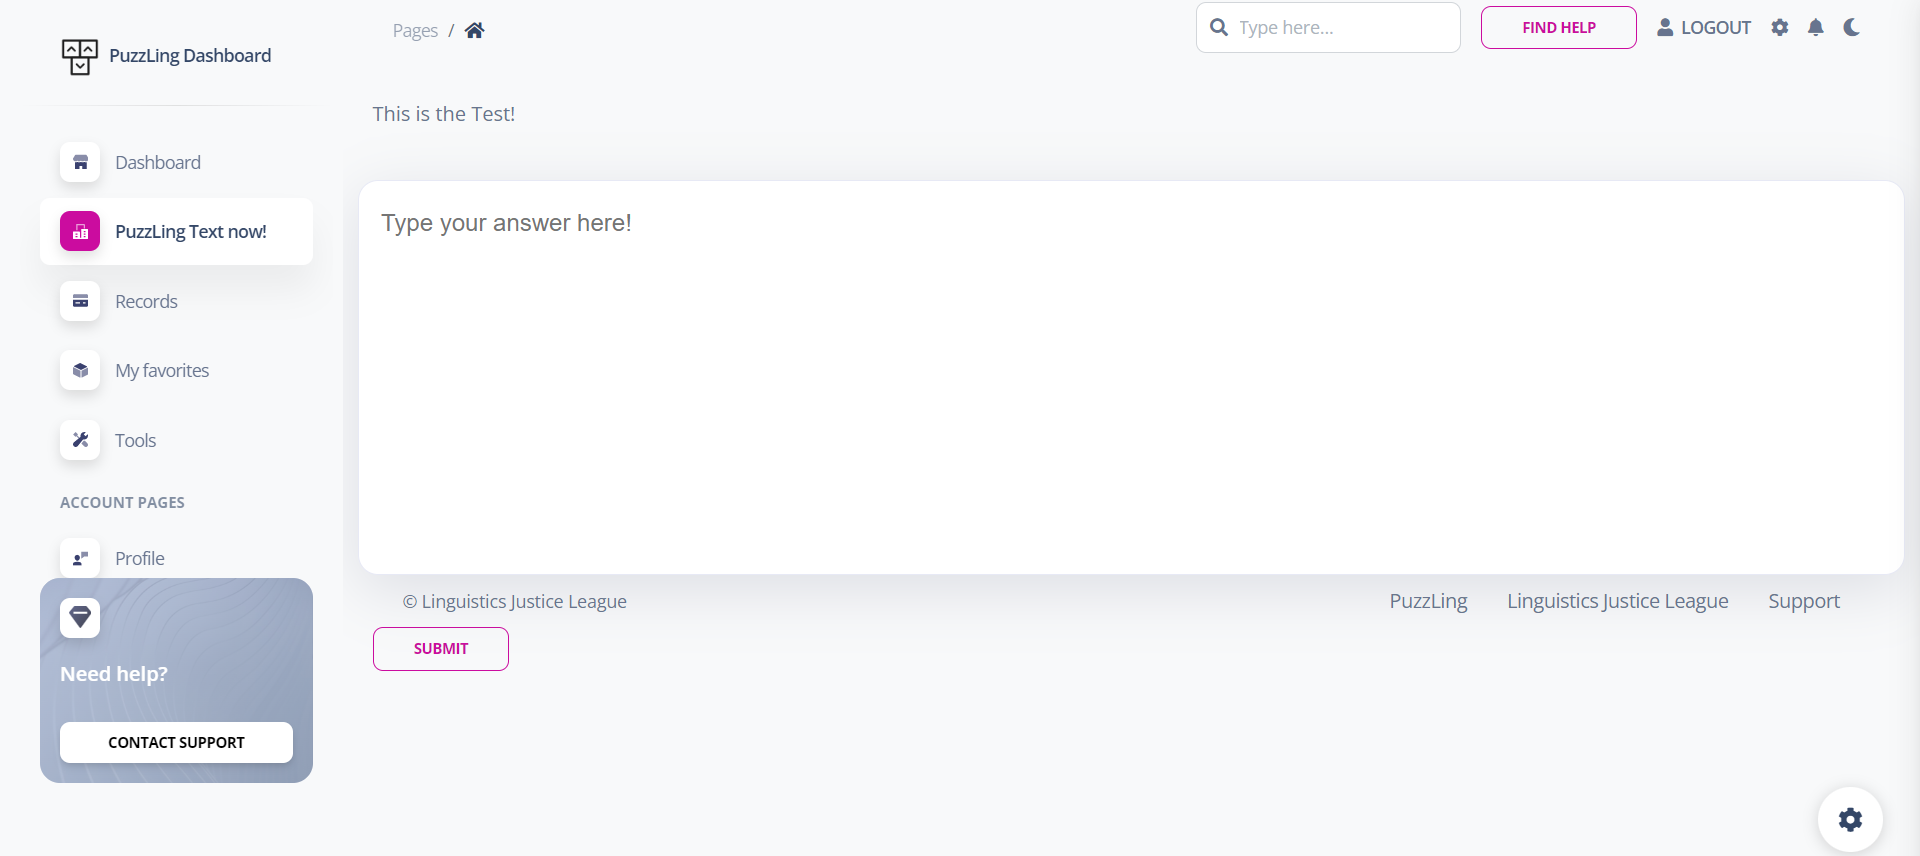 PuzzLing Dashboard
Dashboard
PuzzLing Text now!
Records
My favorites
Tools
ACCOUNT PAGES
Profile
Need help?
CONTACT SUPPORT
Pages /
Type here...
FIND HELP
LOGOUT
This is the Test!
Type your answer here!
© Linguistics Justice League
PuzzLing
Linguistics Justice League
Support
SUBMIT